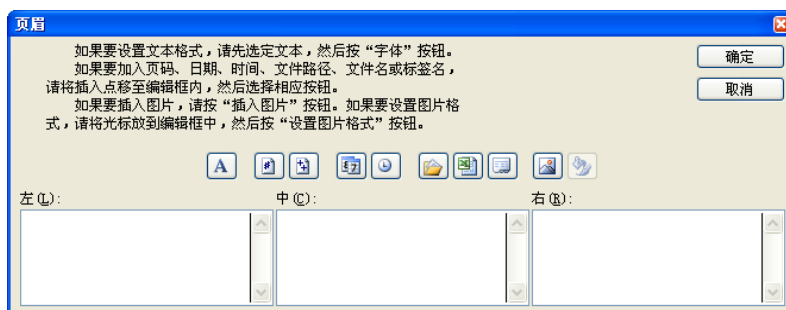 页眉
如果要设置文本格式，请先选定文本，然后按“字体”按钮。
如果要加入页码、日期、时间、文件路径、文件名或标签名，
请将插入点移至编辑框内，然后选择相应按钮。
如果要插入图片，请按“插入图片”按钮。如果要设置图片格
式，请将光标放到编辑框中，然后按“设置图片格式”按钮。
确定
取消
A
左(L):
中(C):
右(R):